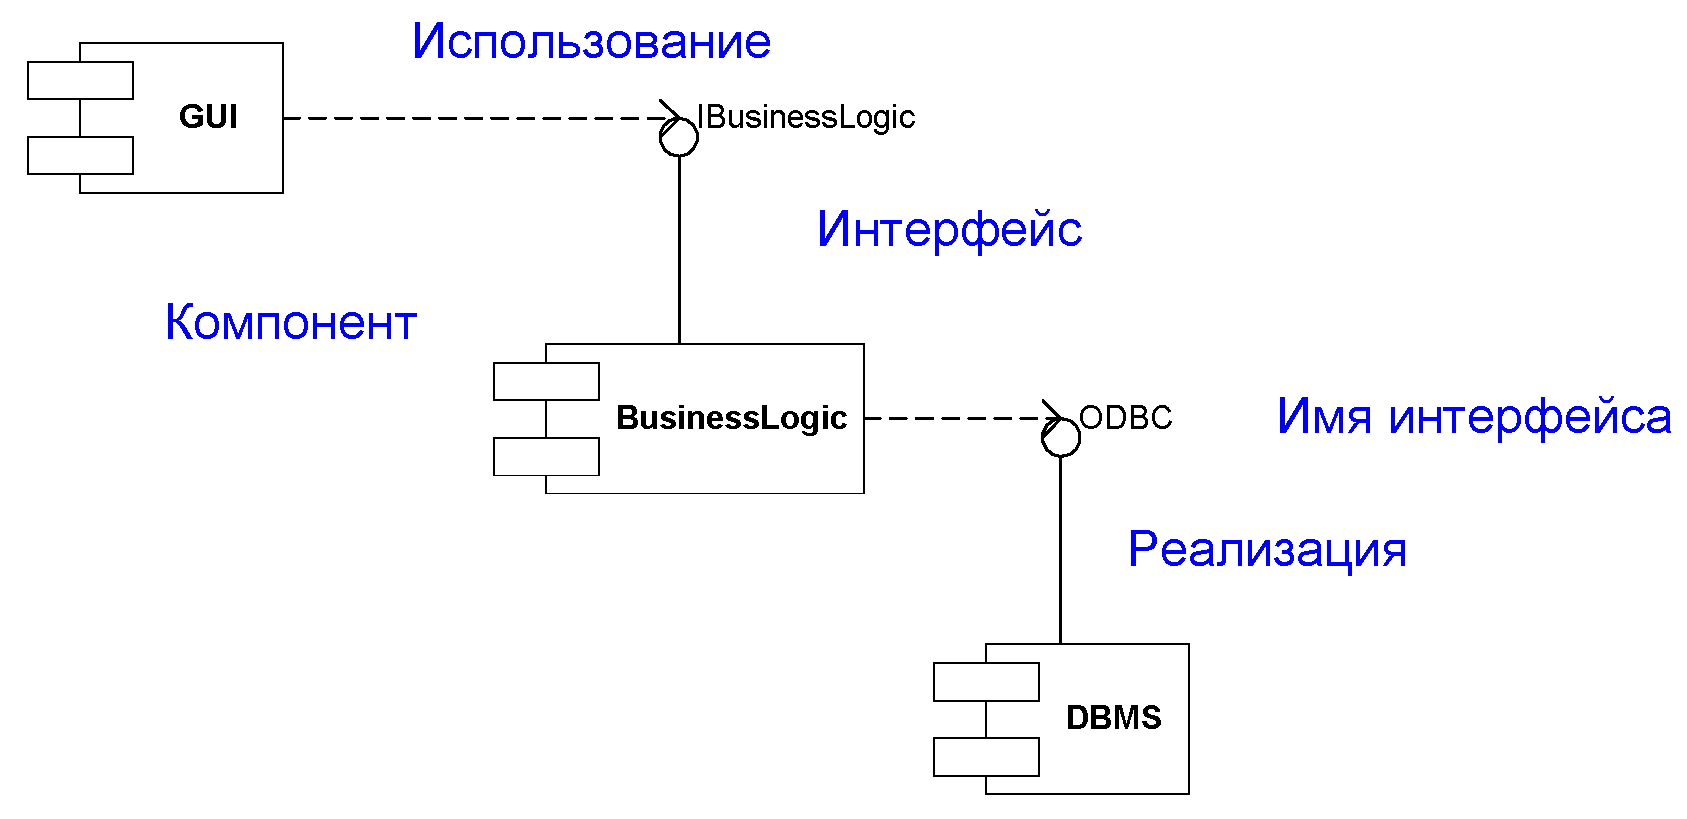 Использование
GUI
IBusinessLogic
Интерфейс
Компонент
BusinessLogic
ODBC
Имя интерфейса
Реализация
DBMS